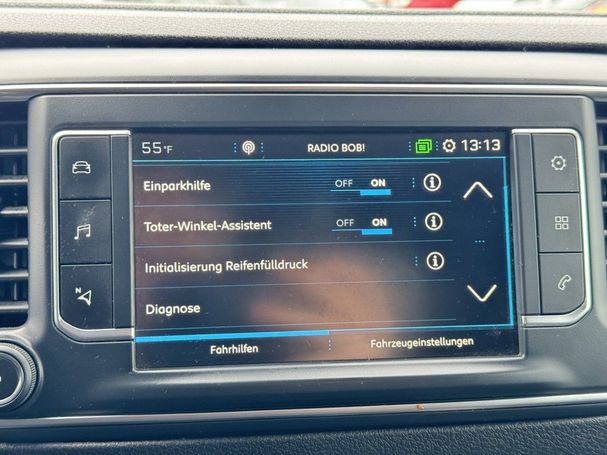 55°F RADIO BOB! 13:13
Einparkhilfe OFF ON
Toter-Winkel-Assistent OFF ON
Initialisierung Reifenfülldruck
Diagnose
Fahrhilfen Fahrzeugeinstellungen
N